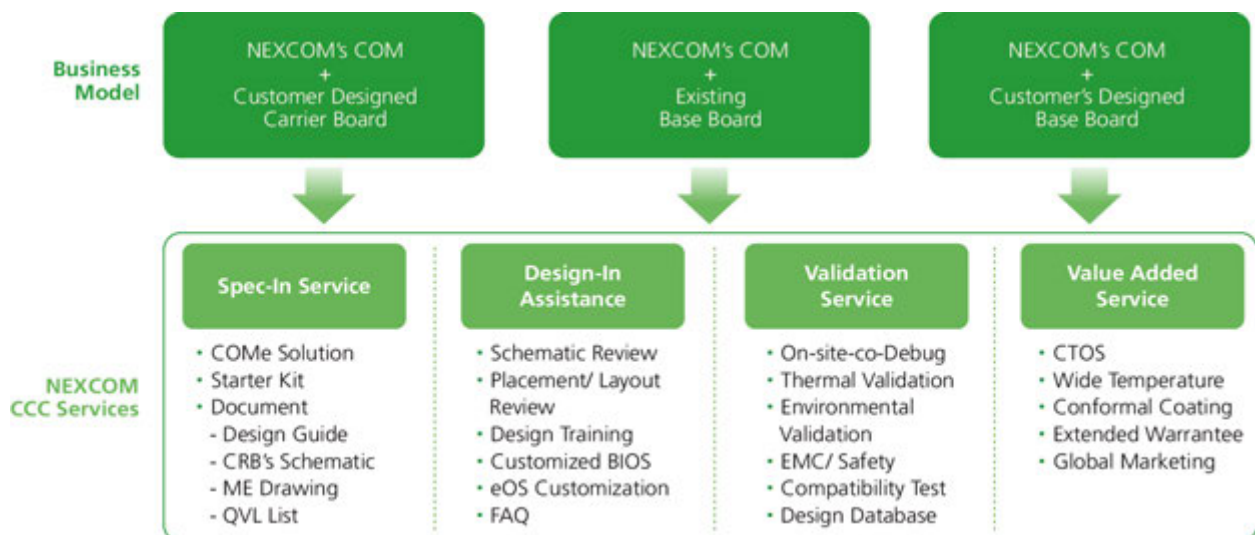 Business
Model
NEXCOM's COM
+
Customer Designed
Carrier Board
NEXCOM's COM
+
Existing
Base Board
NEXCOM's COM
+
Customer's Designed
Base Board
NEXCOM
CCC Services
Spec-In Service
• COMe Solution
• Starter Kit
• Document
- Design Guide
- CRB's Schematic
- ME Drawing
- QVL List
Design-In
Assistance
• Schematic Review
• Placement/ Layout
Review
• Design Training
• Customized BIOS
• eOS Customization
• FAQ
Validation
Service
• On-site-co-Debug
• Thermal Validation
• Environmental
Validation
• EMC/ Safety
• Compatibility Test
• Design Database
Value Added
Service
• CTOS
• Wide Temperature
• Conformal Coating
• Extended Warrantee
• Global Marketing